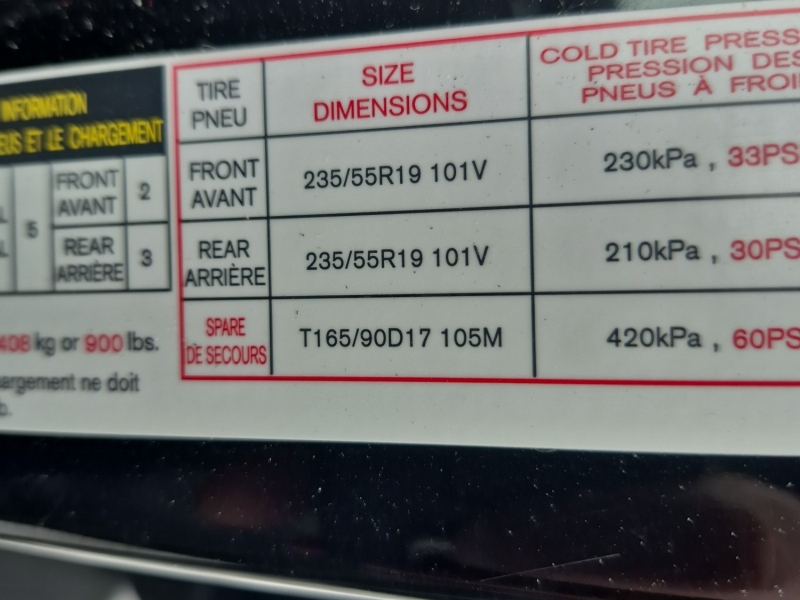 INFORMATION
ET LE CHARGEMENT
FRONT
AVANT
2
5
REAR
ARRIÈRE
3
408 kg or 900 lbs.
ne doit
TIRE
PNEU
SIZE
DIMENSIONS
COLD TIRE PRESS
PRESSION DES
PNEUS À FROI
FRONT
AVANT
235/55R19 101V
230kPa , 33PS
REAR
ARRIÈRE
235/55R19 101V
210kPa , 30PS
SPARE
DE SECOURS
T165/90D17 105M
420kPa , 60PS